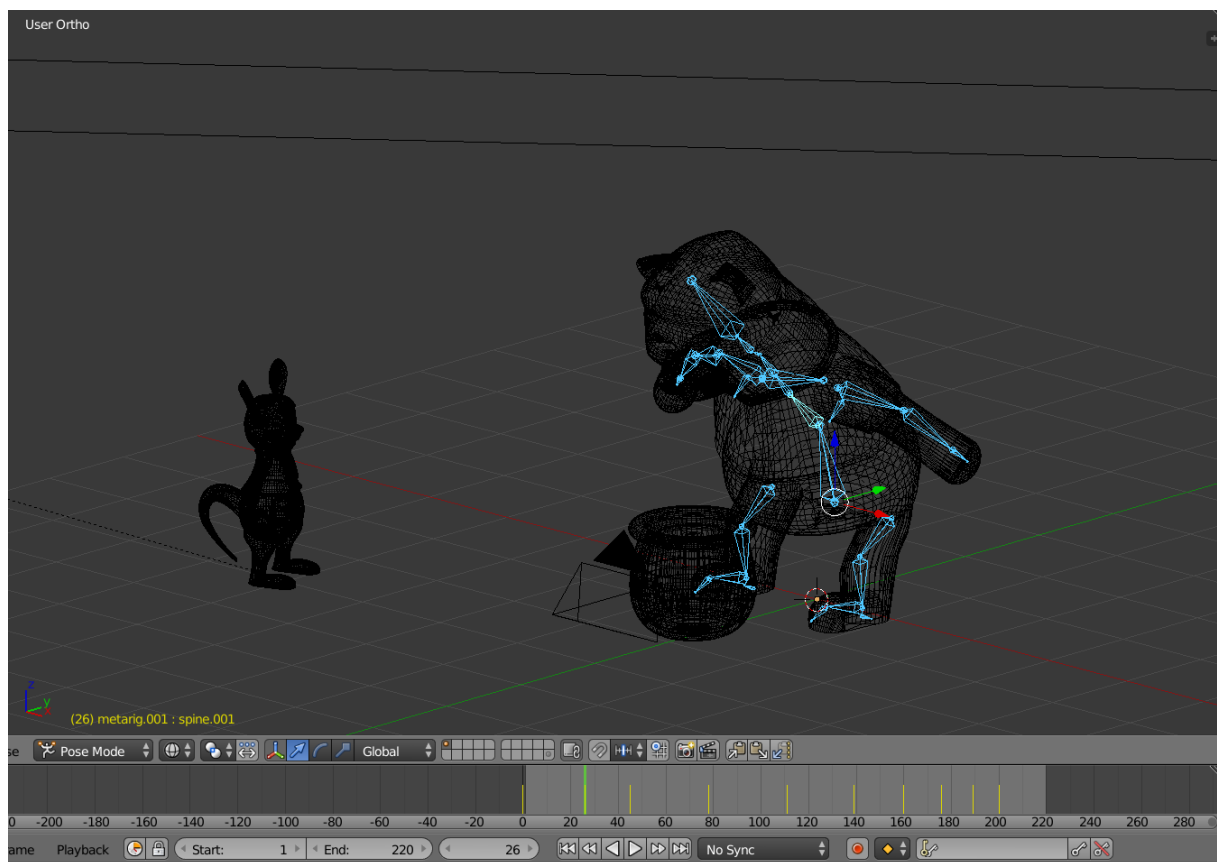 User Ortho
z
y
(26) metarig.001 : spine.001
se Pose Mode Global
0 -200 -180 -160 -140 -120 -100 -80 -60 -40 -20 0 20 40 60 80 100 120 140 160 180 200 220 240 260 280
ame Playback Start: 1 End: 220 26 No Sync